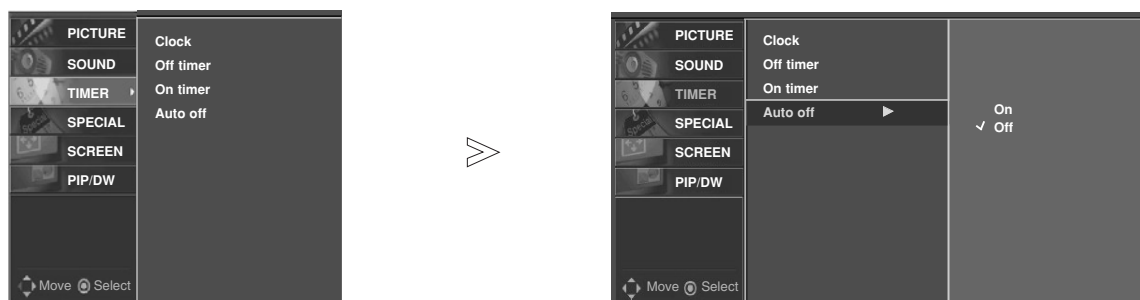 PICTURE
SOUND
TIMER
SPECIAL
SCREEN
PIP/DW
Move Select
Clock
Off timer
On timer
Auto off
PICTURE
SOUND
TIMER
SPECIAL
SCREEN
PIP/DW
Move Select
Clock
Off timer
On timer
Auto off
On
Off